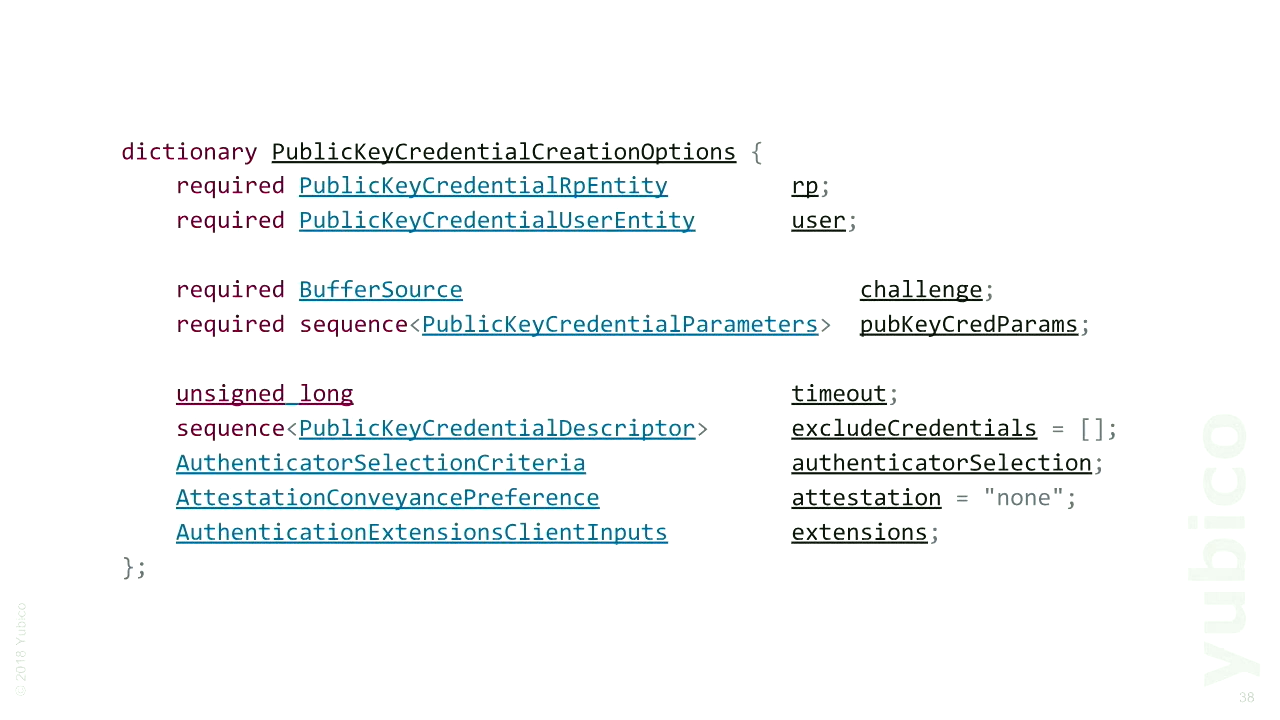 dictionary PublicKeyCredentialCreationOptions {
    required PublicKeyCredentialRpEntity         rp;
    required PublicKeyCredentialUserEntity       user;

    required BufferSource                             challenge;
    required sequence<PublicKeyCredentialParameters>  pubKeyCredParams;

    unsigned long                                timeout;
    sequence<PublicKeyCredentialDescriptor>      excludeCredentials = [];
    AuthenticatorSelectionCriteria               authenticatorSelection;
    AttestationConveyancePreference              attestation = "none";
    AuthenticationExtensionsClientInputs         extensions;
};
© 2018 Yubico
yubico
38